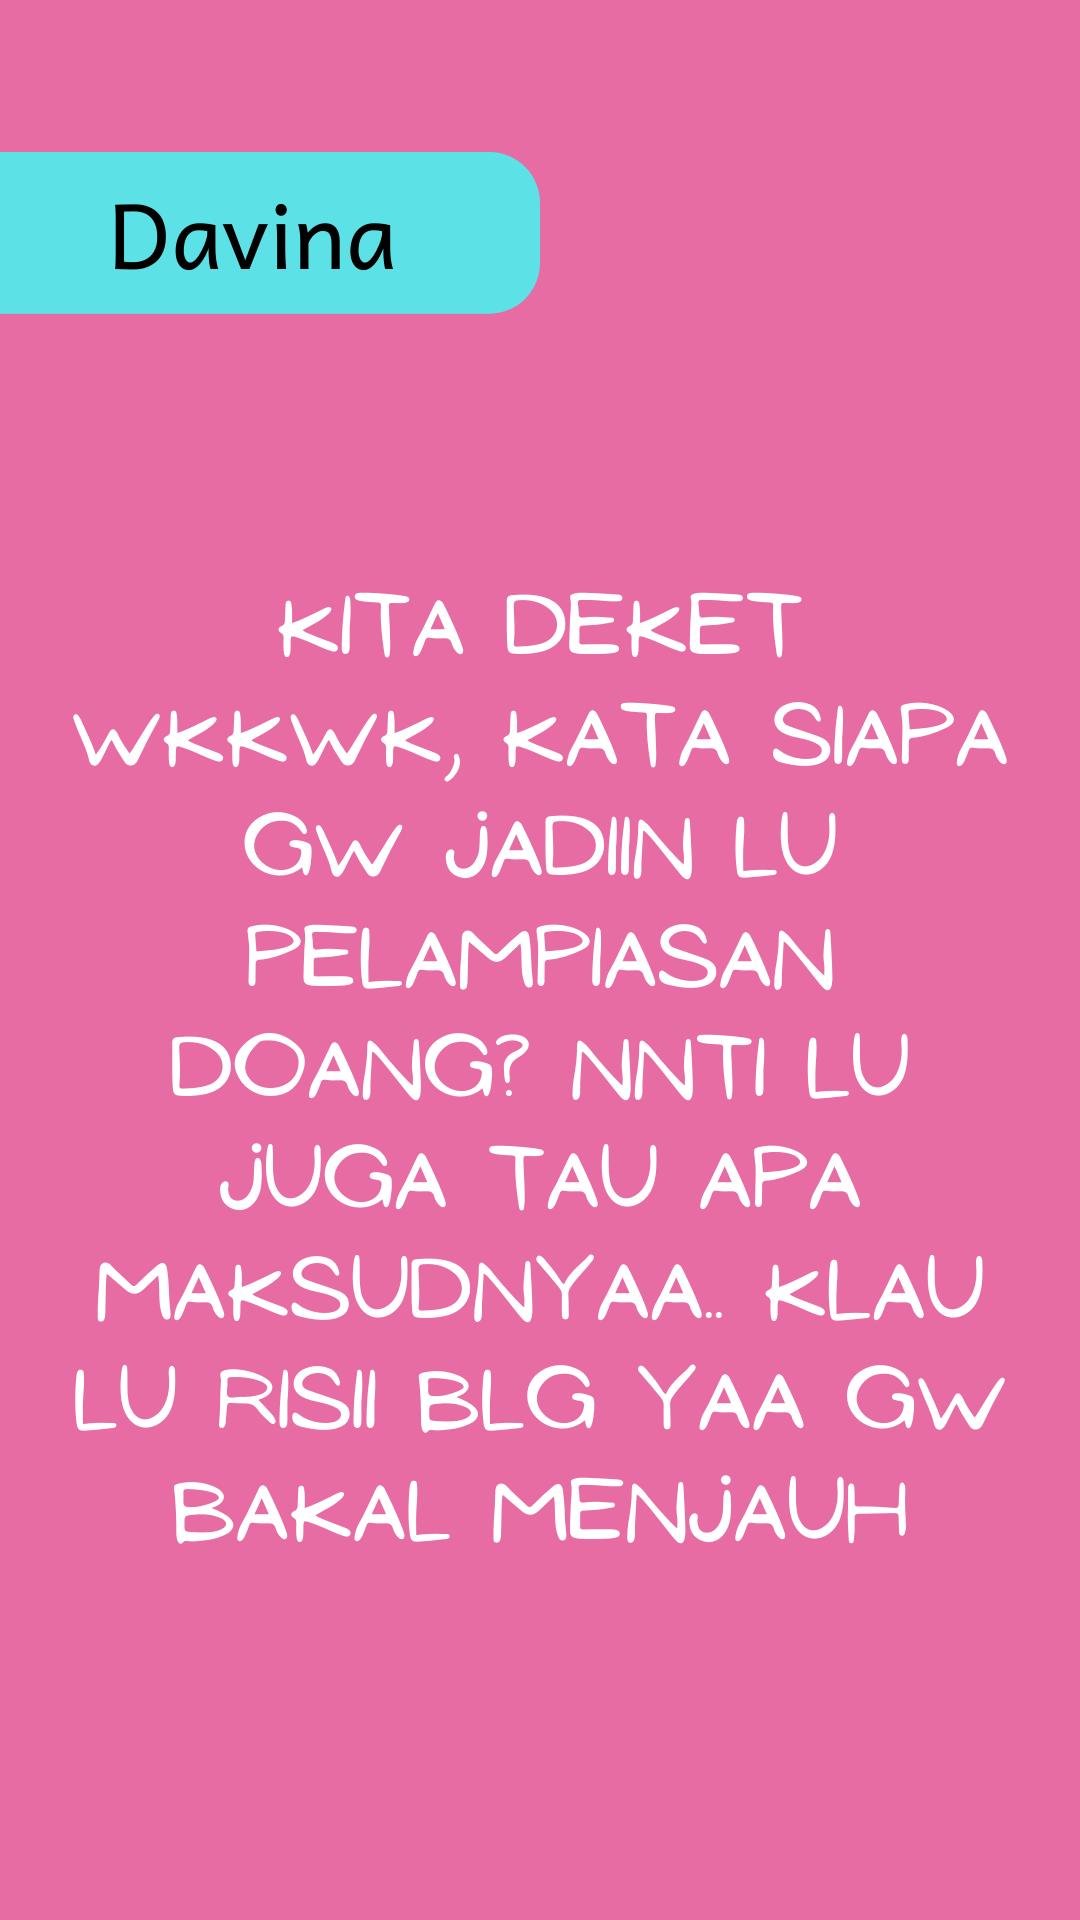 Davina
KITA DEKET
WKKWK, KATA SIAPA
GW JADIIN LU
PELAMPIASAN
DOANG? NNTI LU
JUGA TAU APA
MAKSUDNYAA.. KLAU
LU RISII BLG YAA GW
BAKAL MENJAUH